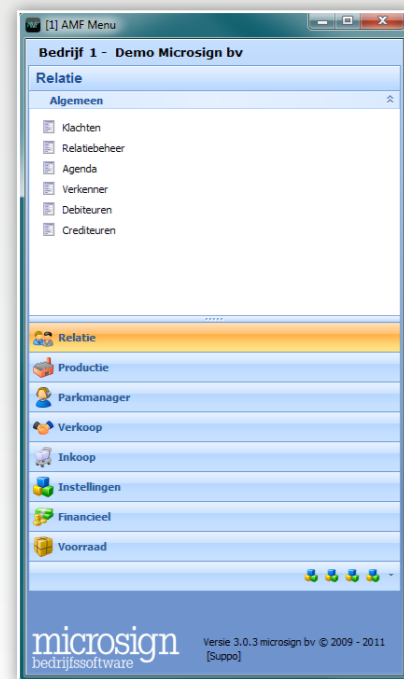 [1] AMF Menu
Bedrijf 1 - Demo Microsign bv
Relatie
Algemeen
Klachten
Relatiebeheer
Agenda
Verkenner
Debiteuren
Crediteuren
Relatie
Productie
Parkmanager
Verkoop
Inkoop
Instellingen
Financieel
Voorraad
microsign
bedrijfssoftware
Versie 3.0.3 microsign bv © 2009 - 2011
[Suppo]